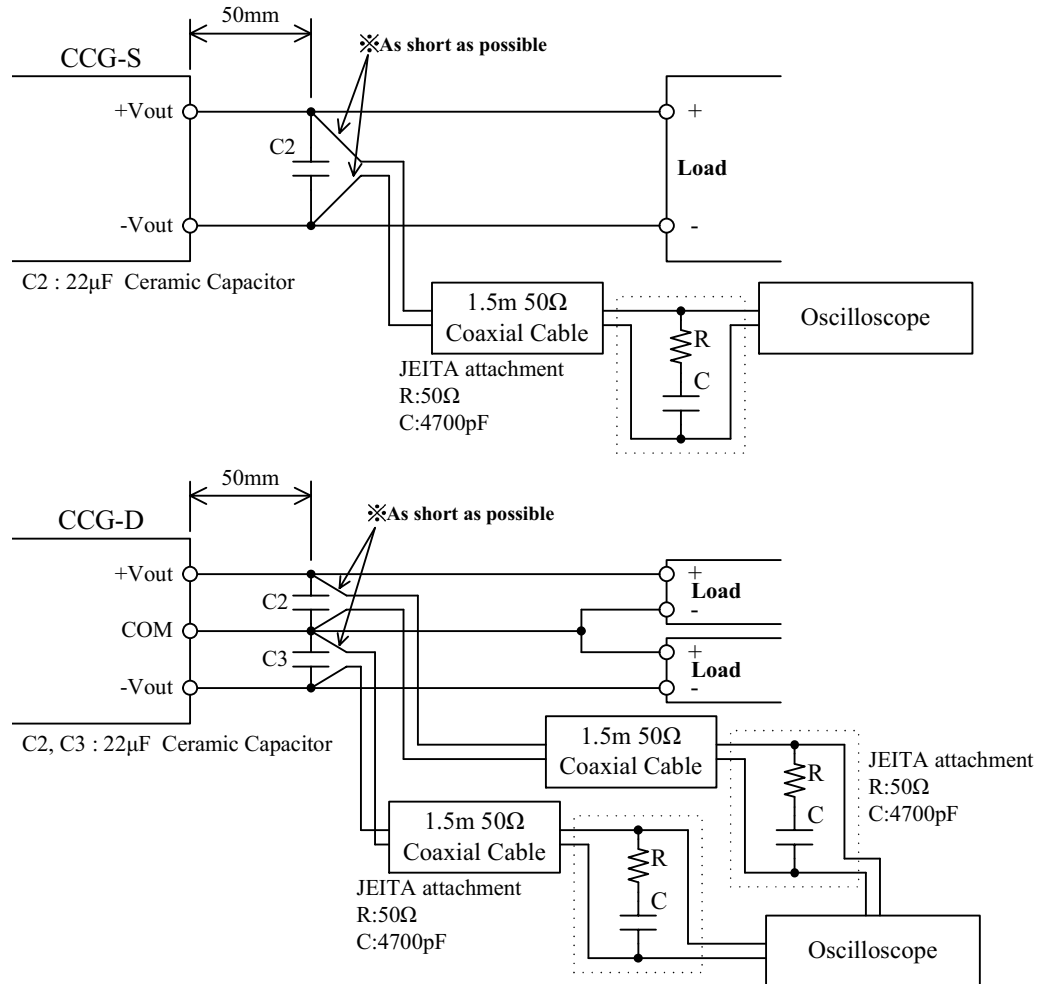 50mm
※As short as possible
CCG-S
+Vout
+
C2
Load
-Vout
-
C2 : 22μF Ceramic Capacitor
1.5m 50Ω
Coaxial Cable
Oscilloscope
R
C
JEITA attachment
R:50Ω
C:4700pF
50mm
※As short as possible
CCG-D
+Vout
+
Load
-
C2
COM
C3
+
Load
-
-Vout
C2, C3 : 22μF Ceramic Capacitor
1.5m 50Ω
Coaxial Cable
R
C
JEITA attachment
R:50Ω
C:4700pF
1.5m 50Ω
Coaxial Cable
R
C
JEITA attachment
R:50Ω
C:4700pF
Oscilloscope